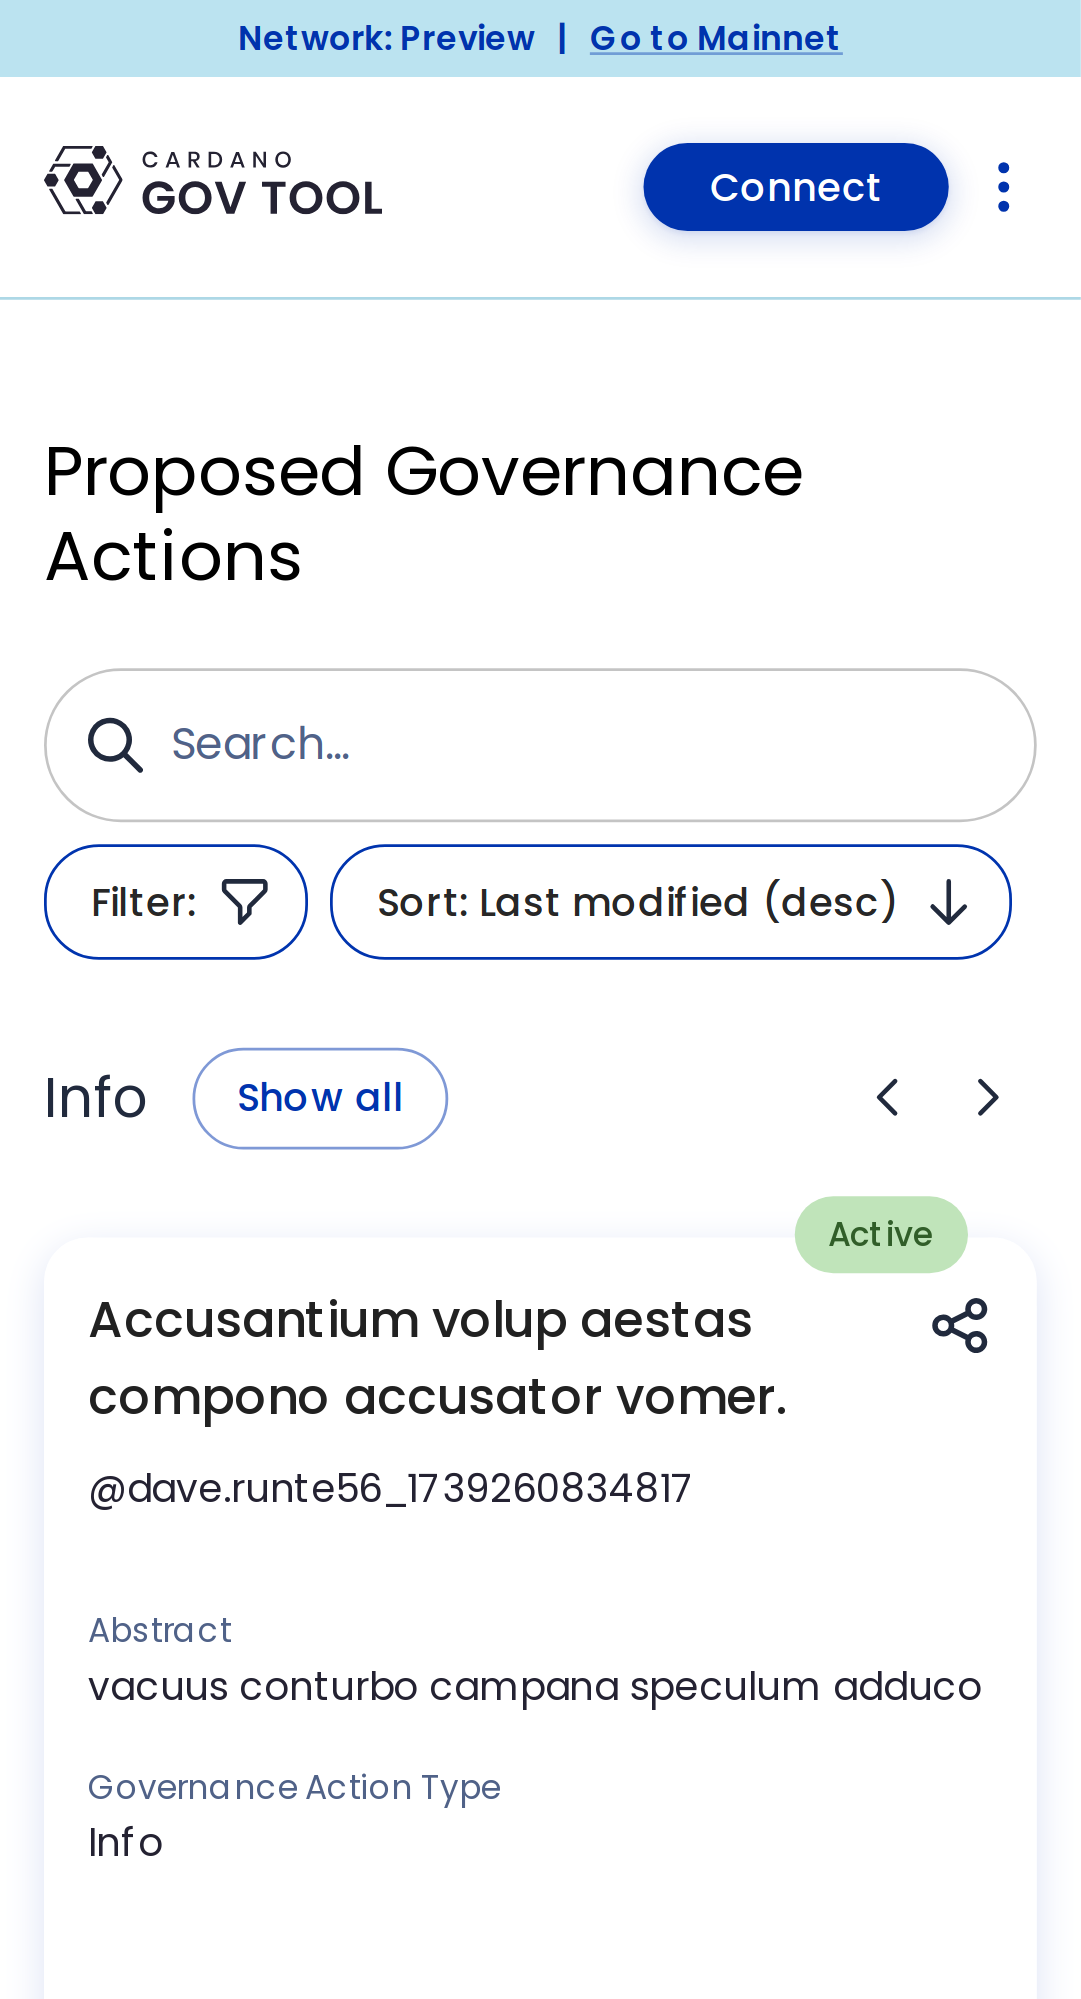 Network: Preview | Go to Mainnet
CARDANO
GOV TOOL
Connect
Proposed Governance
Actions
Search...
Filter:
Sort: Last modified (desc)
Info
Show all
Active
Accusantium volup aestas
compono accusator vomer.
@dave.runte56_1739260834817
Abstract
vacuus conturbo campana speculum adduco
Governance Action Type
Info